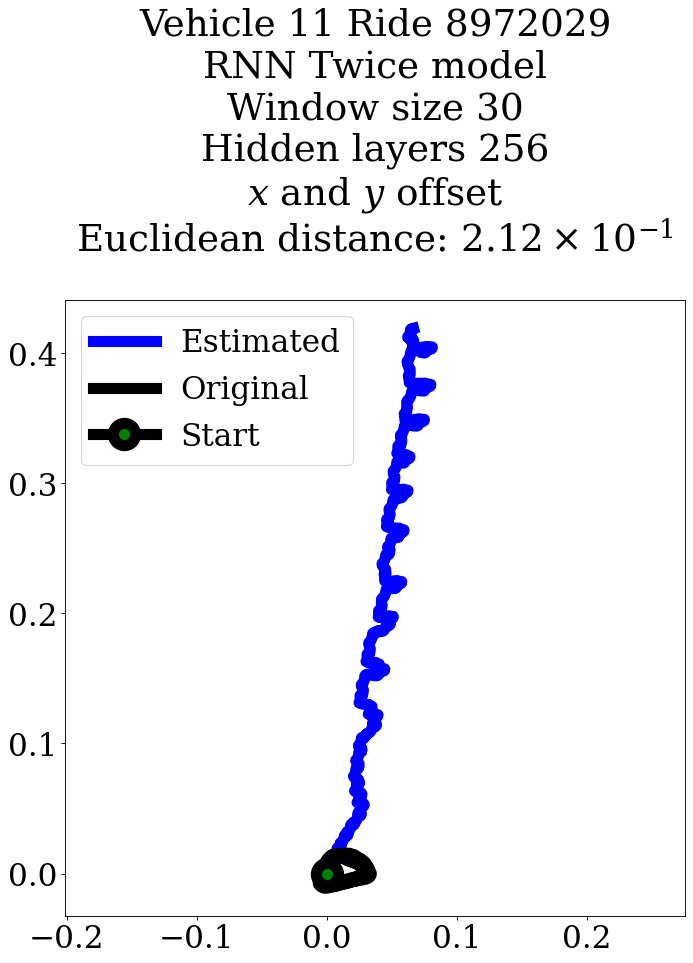 Vehicle 11 Ride 8972029
RNN Twice model
Window size 30
Hidden layers 256
x and y offset
Euclidean distance: 2.12 × 10⁻¹
Estimated
Original
Start
0.4
0.3
0.2
0.1
0.0
−0.2 −0.1 0.0 0.1 0.2